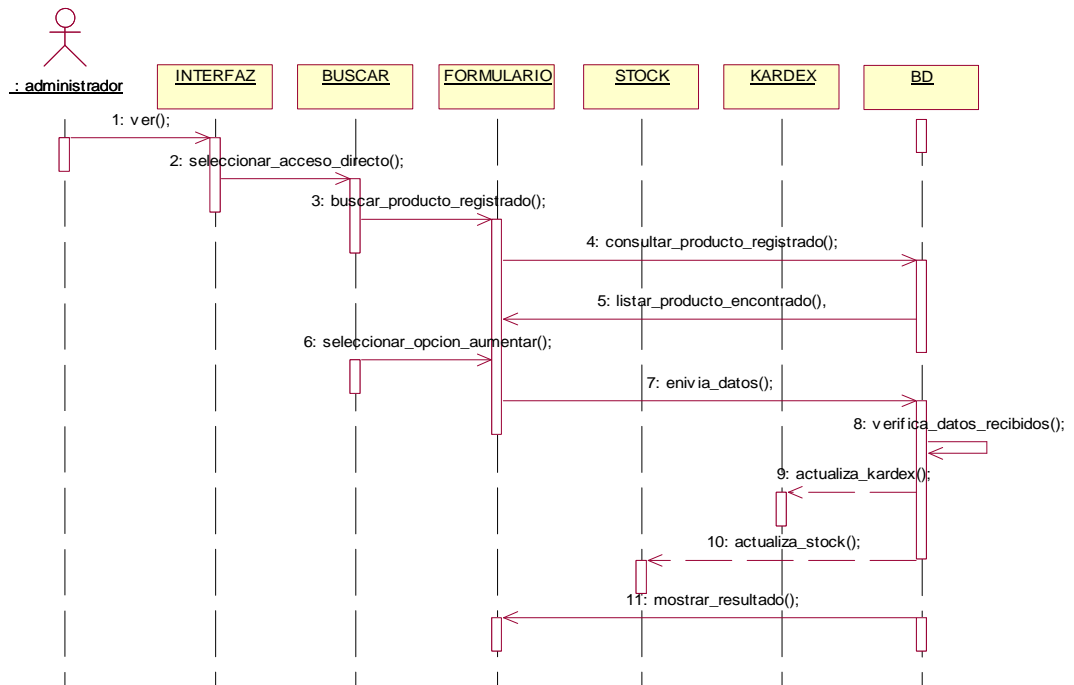 : administrador
INTERFAZ
BUSCAR
FORMULARIO
STOCK
KARDEX
BD
1: ver();
2: seleccionar_acceso_directo();
3: buscar_producto_registrado();
4: consultar_producto_registrado();
5: listar_producto_encontrado(),
6: seleccionar_opcion_aumentar();
7: enivia_datos();
8: verifica_datos_recibidos();
9: actualiza_kardex();
10: actualiza_stock();
11: mostrar_resultado();